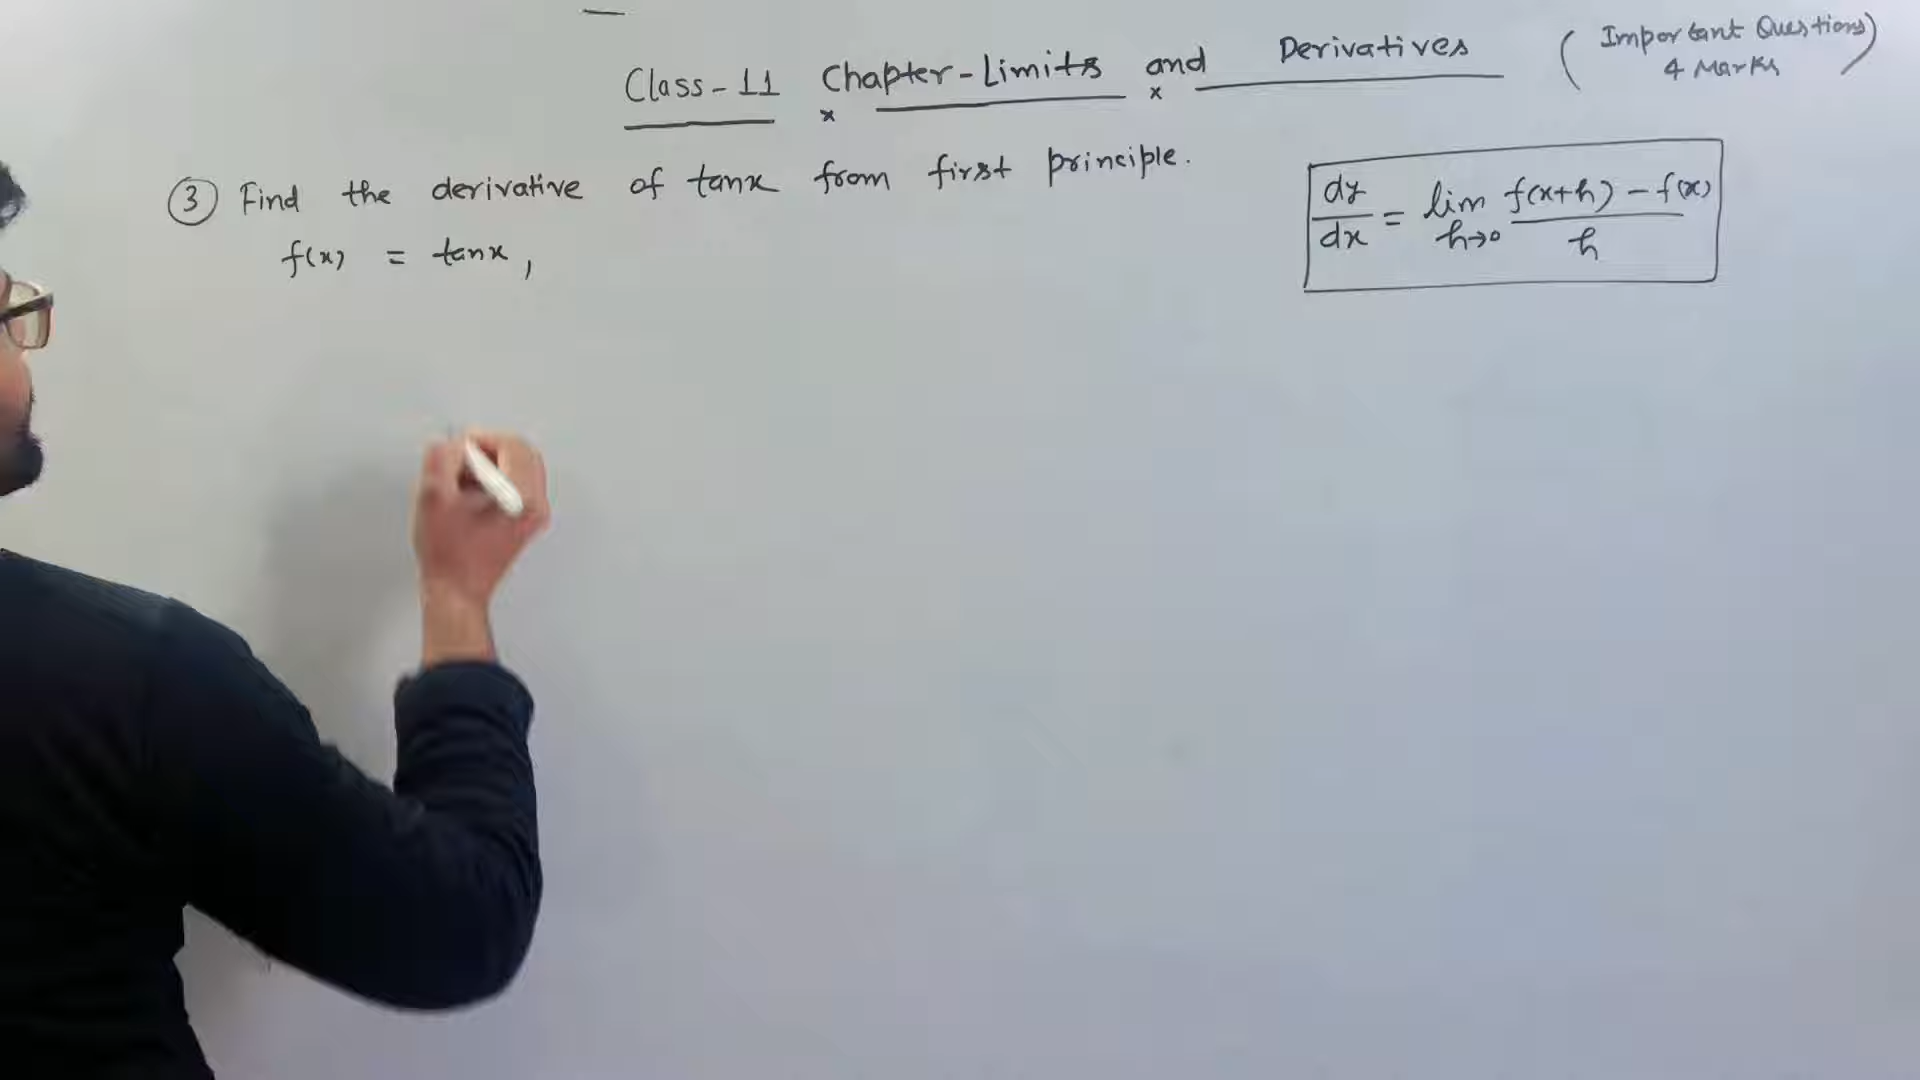 Class-11 Chapter-Limits and Derivatives
(Important Questions)
4 Marks
③ Find the derivative of tanx from first principle.
f(x) = tanx,
dy/dx = lim h→0 f(x+h) - f(x) / h